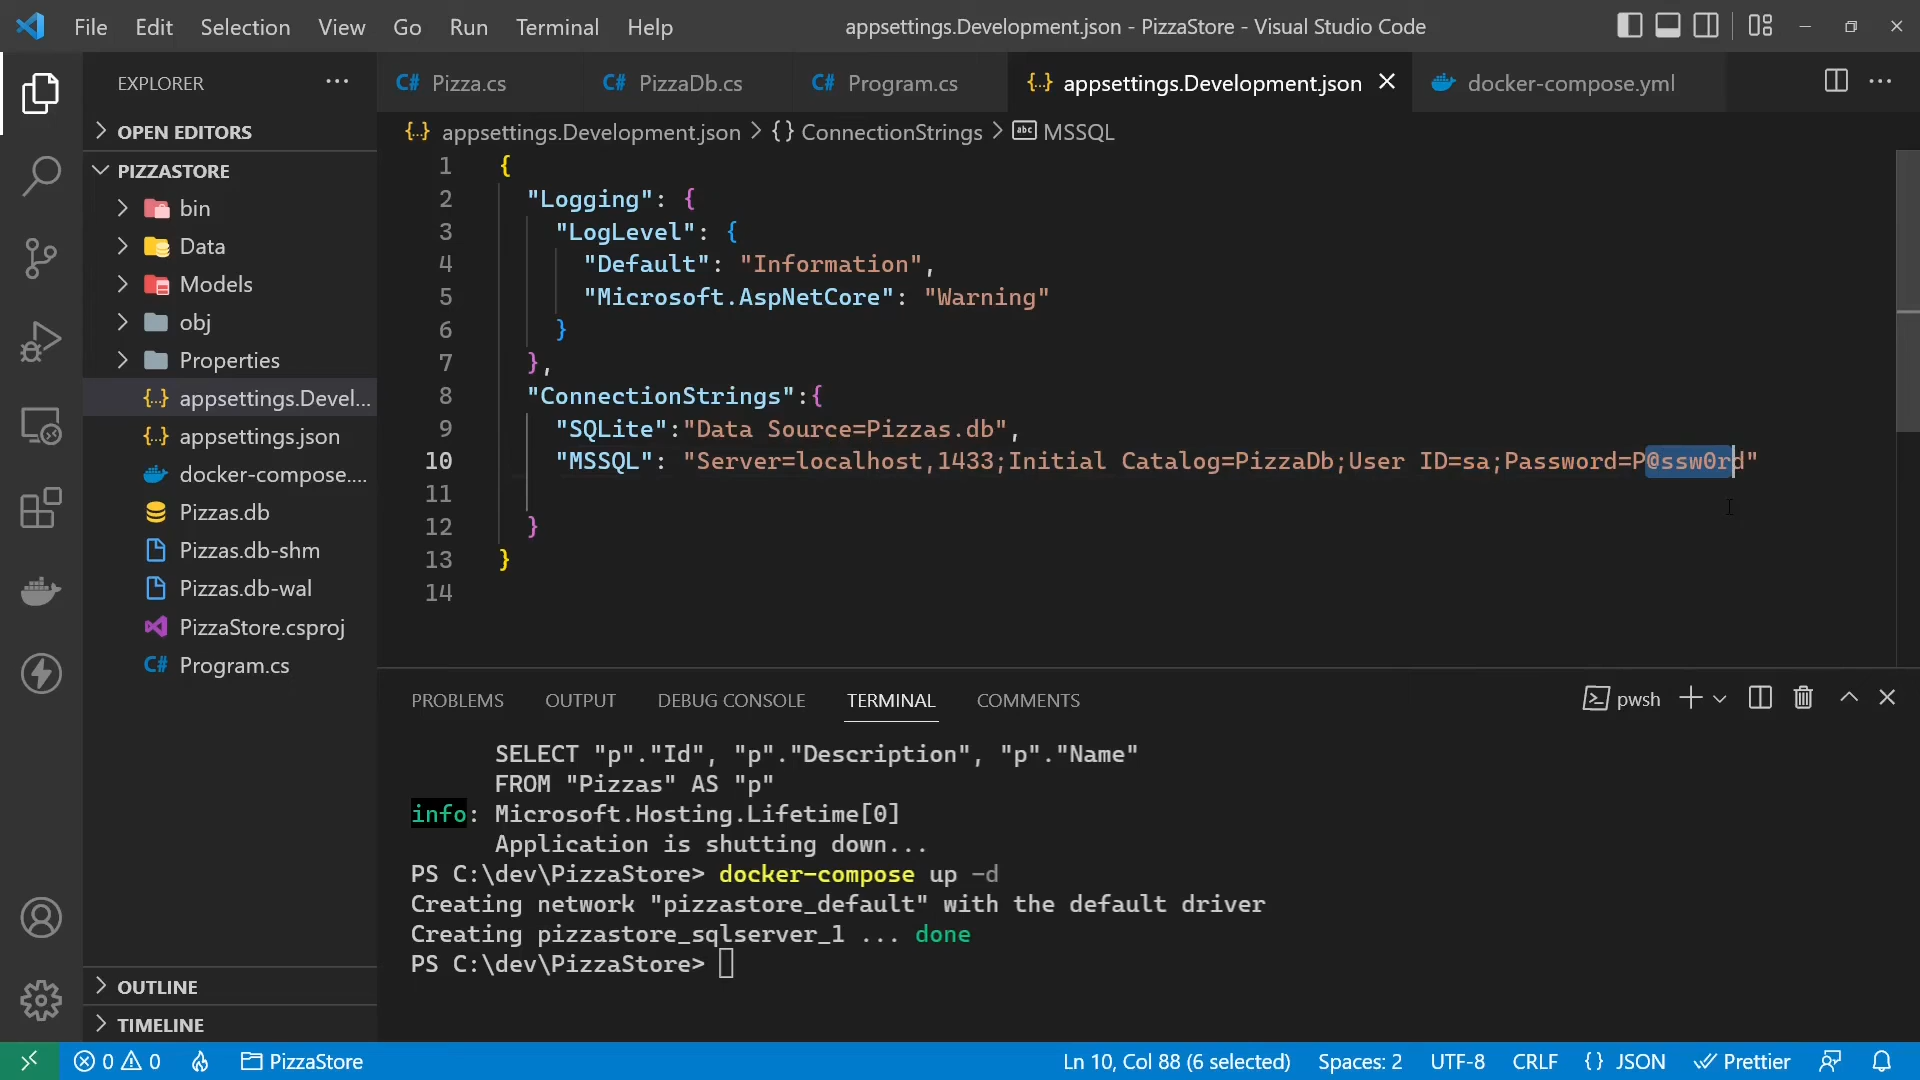 File Edit Selection View Go Run Terminal Help
appsettings.Development.json - PizzaStore - Visual Studio Code
EXPLORER
OPEN EDITORS
PIZZASTORE
bin
Data
Models
obj
Properties
appsettings.Devel...
appsettings.json
docker-compose....
Pizzas.db
Pizzas.db-shm
Pizzas.db-wal
PizzaStore.csproj
Program.cs
OUTLINE
TIMELINE
C# Pizza.cs C# PizzaDb.cs C# Program.cs {..} appsettings.Development.json docker-compose.yml
{..} appsettings.Development.json > {} ConnectionStrings > abc MSSQL
1 {
2 "Logging": {
3 "LogLevel": {
4 "Default": "Information",
5 "Microsoft.AspNetCore": "Warning"
6 }
7 },
8 "ConnectionStrings":{
9 "SQLite":"Data Source=Pizzas.db",
10 "MSSQL": "Server=localhost,1433;Initial Catalog=PizzaDb;User ID=sa;Password=P@ssw0rd"
11
12 }
13 }
14
PROBLEMS OUTPUT DEBUG CONSOLE TERMINAL COMMENTS
pwsh
SELECT "p"."Id", "p"."Description", "p"."Name"
FROM "Pizzas" AS "p"
info: Microsoft.Hosting.Lifetime[0]
Application is shutting down...
PS C:\dev\PizzaStore> docker-compose up -d
Creating network "pizzastore_default" with the default driver
Creating pizzastore_sqlserver_1 ... done
PS C:\dev\PizzaStore>
0 0 PizzaStore
Ln 10, Col 88 (6 selected) Spaces: 2 UTF-8 CRLF {} JSON Prettier